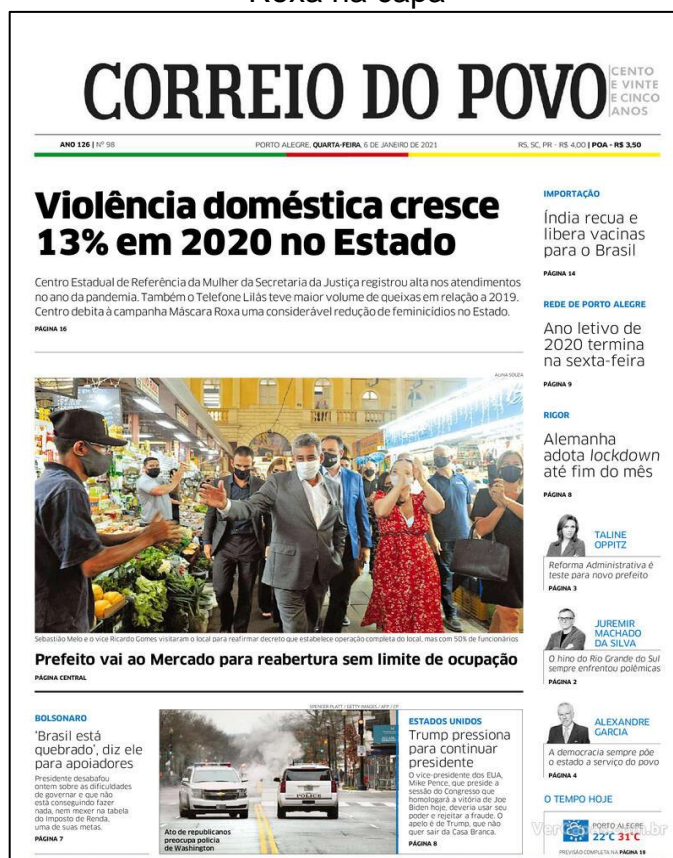 Roxa na capa
CORREIO DO POVO
CENTO
E VINTE
E CINCO
ANOS
ANO 126 | Nº 98
PORTO ALEGRE, QUARTA-FEIRA, 6 DE JANEIRO DE 2021
RS, SC, PR - R$ 4,00 | POA - R$ 3,50
Violência doméstica cresce
13% em 2020 no Estado
Centro Estadual de Referência da Mulher da Secretaria da Justiça registrou alta nos atendimentos
no ano da pandemia. Também o Telefone Lilás teve maior volume de queixas em relação a 2019.
Centro debita à campanha Máscara Roxa uma considerável redução de feminicídios no Estado.
PÁGINA 16
ALINA SOUZA
Sebastião Melo e o vice Ricardo Gomes visitaram o local para reafirmar decreto que estabelece operação completa do local, mas com 50% de funcionários
Prefeito vai ao Mercado para reabertura sem limite de ocupação
PÁGINA CENTRAL
IMPORTAÇÃO
Índia recua e
libera vacinas
para o Brasil
PÁGINA 14
REDE DE PORTO ALEGRE
Ano letivo de
2020 termina
na sexta-feira
PÁGINA 9
RIGOR
Alemanha
adota lockdown
até fim do mês
PÁGINA 8
TALINE
OPPITZ
Reforma Administrativa é
teste para novo prefeito
PÁGINA 3
JUREMIR
MACHADO
DA SILVA
O hino do Rio Grande do Sul
sempre enfrentou polêmicas
PÁGINA 2
ALEXANDRE
GARCIA
A democracia sempre põe
o estado a serviço do povo
PÁGINA 4
O TEMPO HOJE
PORTO ALEGRE
22°C 31°C
PREVISÃO COMPLETA NA PÁGINA 18
BOLSONARO
'Brasil está
quebrado', diz ele
para apoiadores
Presidente desabafou
ontem sobre as dificuldades
de governar e que não
está conseguindo fazer
nada, nem mexer na tabela
do Imposto de Renda,
uma de suas metas.
PÁGINA 7
SPENCER PLATT / GETTY IMAGES / AFP / CP
POLICE
Ato de republicanos
preocupa polícia
de Washington
ESTADOS UNIDOS
Trump pressiona
para continuar
presidente
O vice-presidente dos EUA,
Mike Pence, que preside a
sessão do Congresso que
homologará a vitória de Joe
Biden hoje, deveria usar seu
poder e rejeitar a fraude. O
apelo é de Trump, que não
quer sair da Casa Branca.
PÁGINA 8